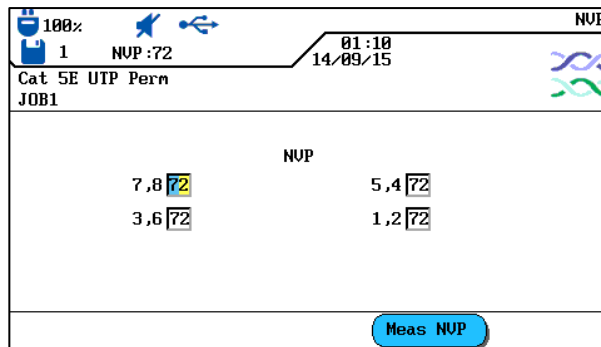 100% NVP
1 NVP:72 01:10
14/09/15
Cat 5E UTP Perm
JOB1
NVP
7,8 72 5,4 72
3,6 72 1,2 72
Meas NVP